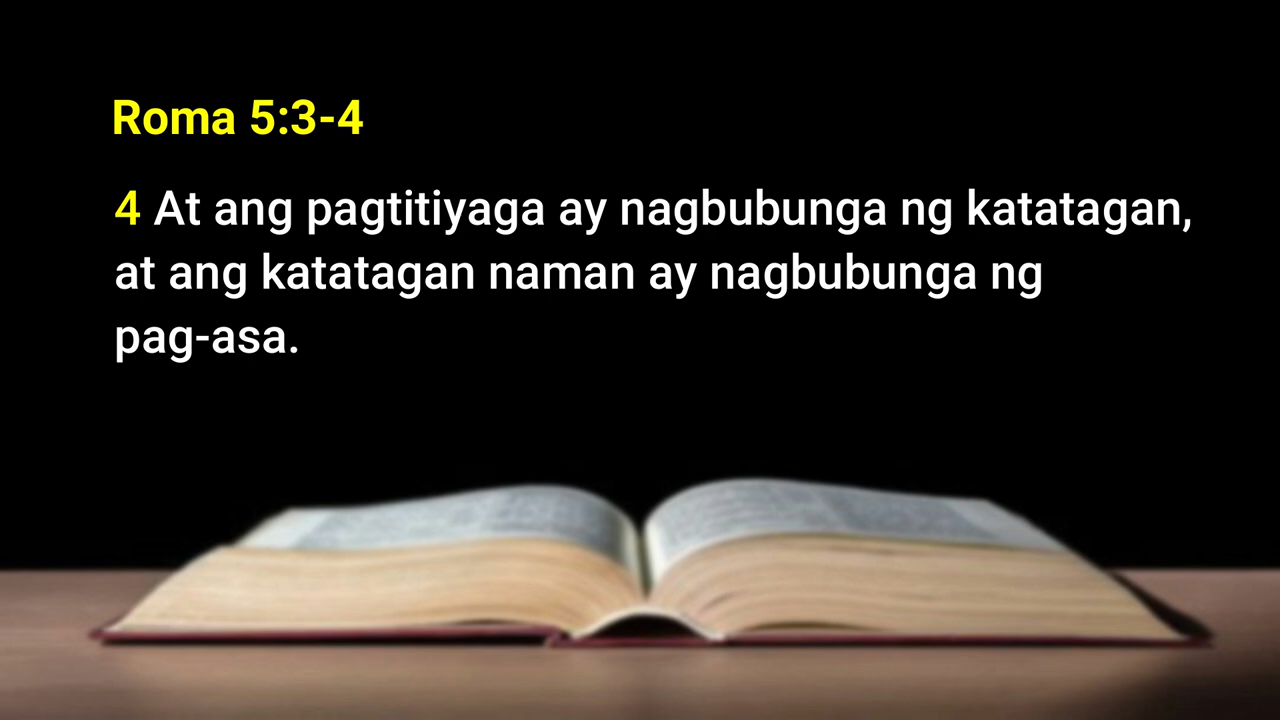 Roma 5:3-4
4 At ang pagtitiyaga ay nagbubunga ng katatagan,
at ang katatagan naman ay nagbubunga ng
pag-asa.